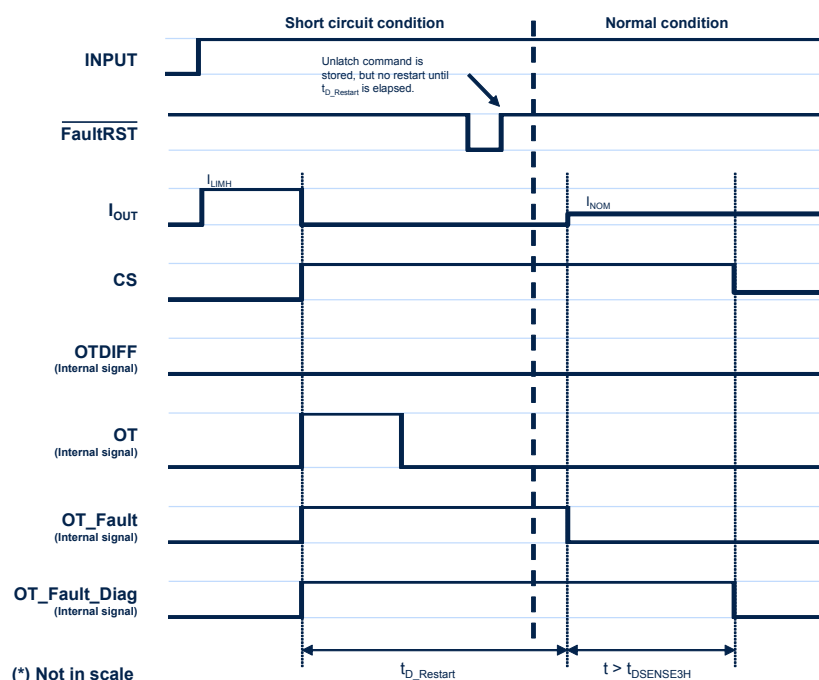 Short circuit condition
Normal condition
INPUT
Unlatch command is
stored, but no restart until
tD_Restart is elapsed.
FaultRST
ILIMH
IOUT
INOM
CS
OTDIFF
(Internal signal)
OT
(Internal signal)
OT_Fault
(Internal signal)
OT_Fault_Diag
(Internal signal)
tD_Restart
t > tDSENSE3H
(*) Not in scale